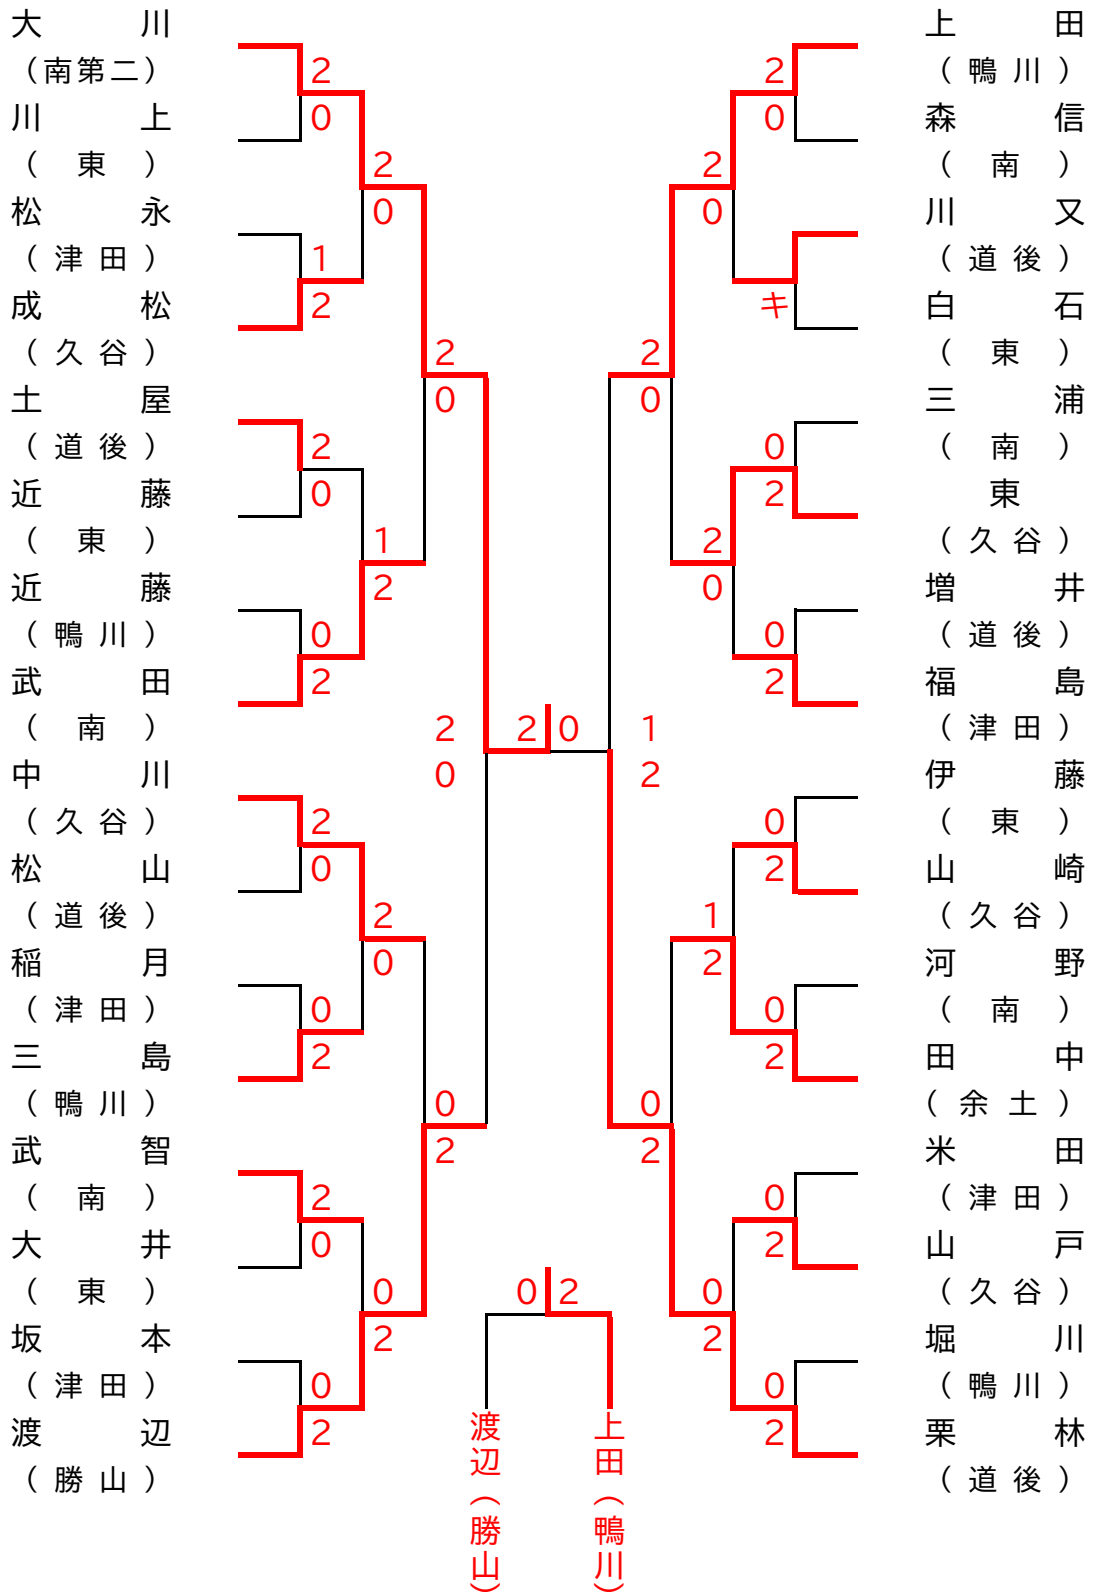 大川
（南第二）
川上
（東）
松永
（津田）
成松
（久谷）
土屋
（道後）
近藤
（東）
近藤
（鴨川）
武田
（南）
中川
（久谷）
松山
（道後）
稲月
（津田）
三島
（鴨川）
武智
（南）
大井
（東）
坂本
（津田）
渡辺
（勝山）
2
0
1
2
2
0
0
2
2
0
0
2
2
0
0
2
2
0
1
2
2
0
0
2
2
0
0
2
2
0
2 0
0 2
渡辺（勝山）
上田（鴨川）
1
2
2
0
0
2
2
0
2
0
1
2
0
2
2
0
キ
0
2
0
2
0
2
0
2
0
2
0
2
上田
（鴨川）
森信
（南）
川又
（道後）
白石
（東）
三浦
（南）
東
（久谷）
増井
（道後）
福島
（津田）
伊藤
（東）
山崎
（久谷）
河野
（南）
田中
（余土）
米田
（津田）
山戸
（久谷）
堀川
（鴨川）
栗林
（道後）